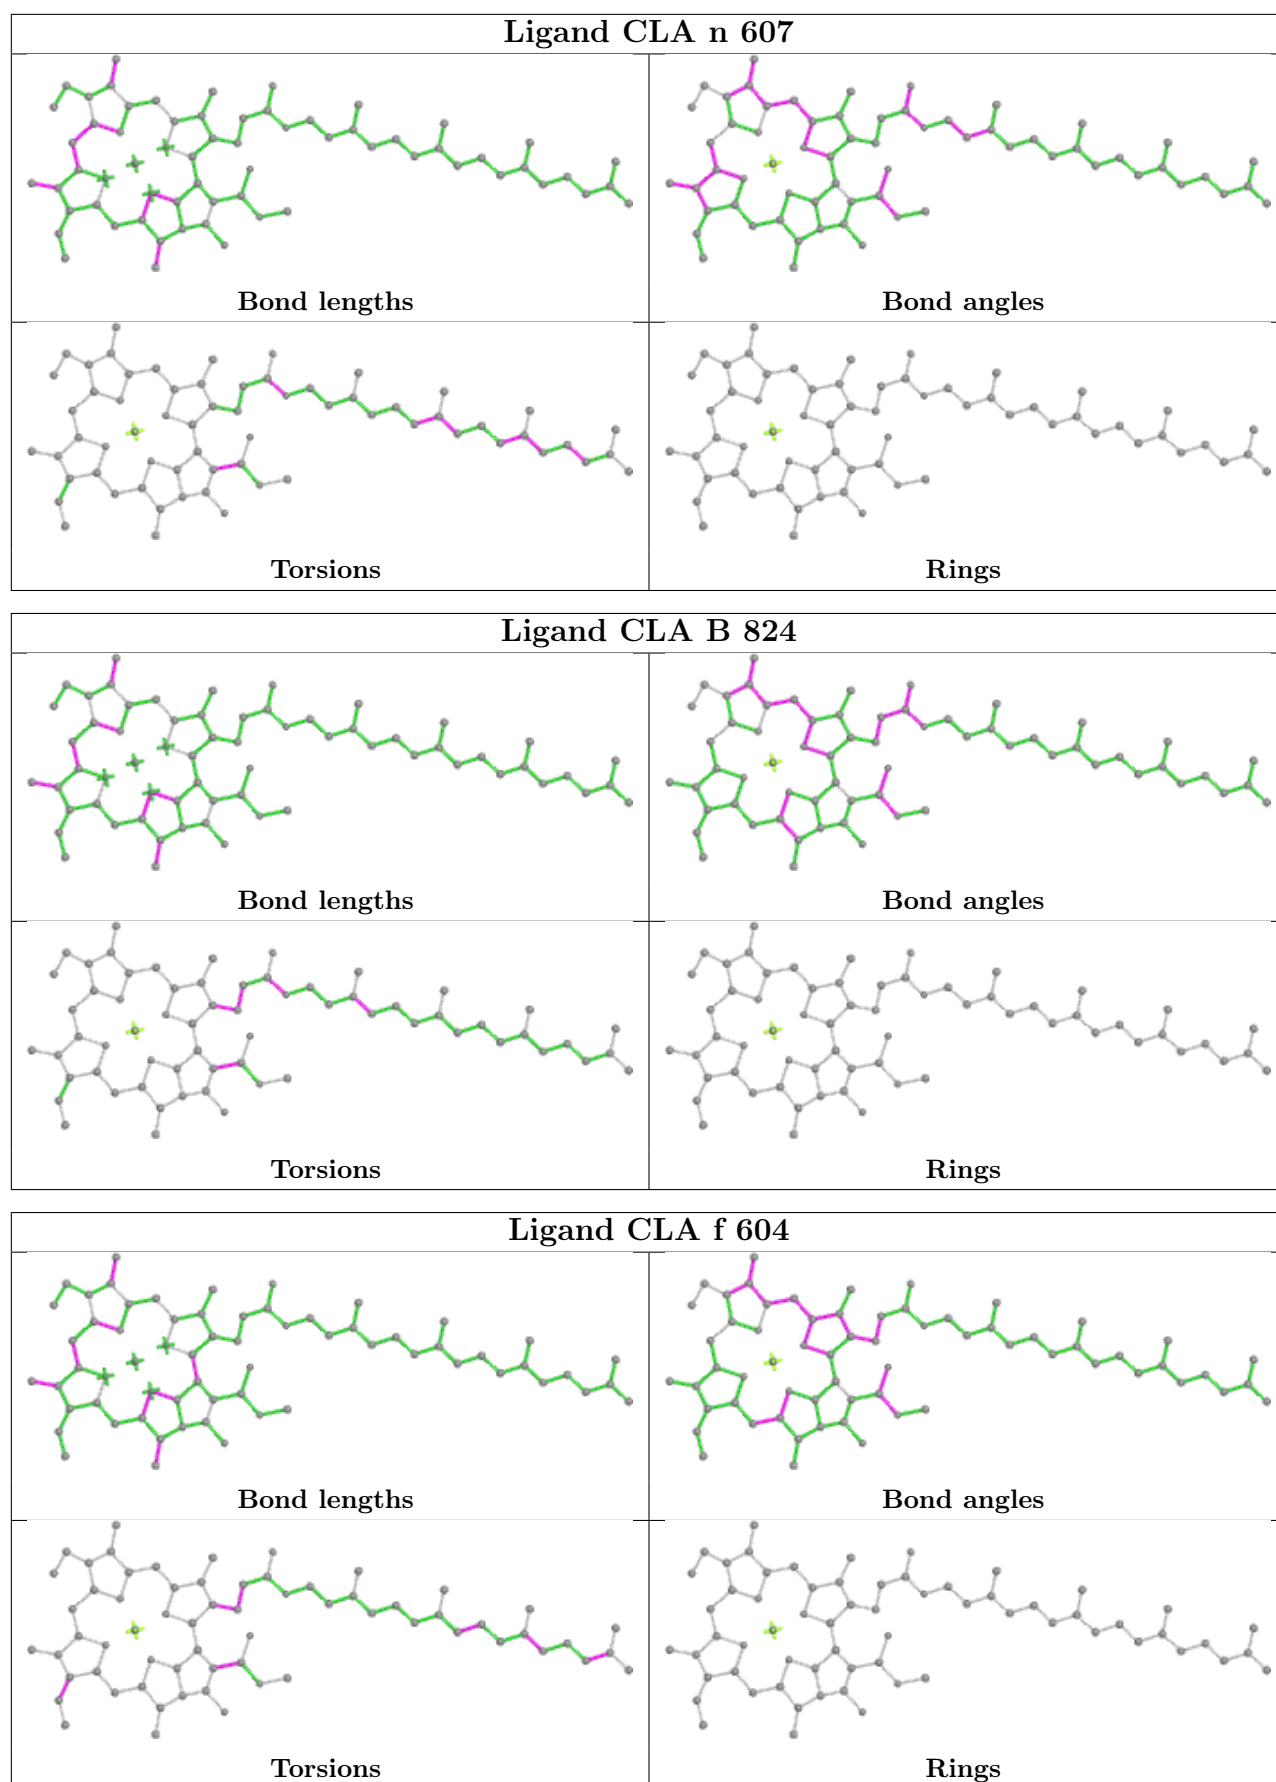 Ligand CLA n 607
Bond lengths
Bond angles
Torsions
Rings
Ligand CLA B 824
Bond lengths
Bond angles
Torsions
Rings
Ligand CLA f 604
Bond lengths
Bond angles
Torsions
Rings